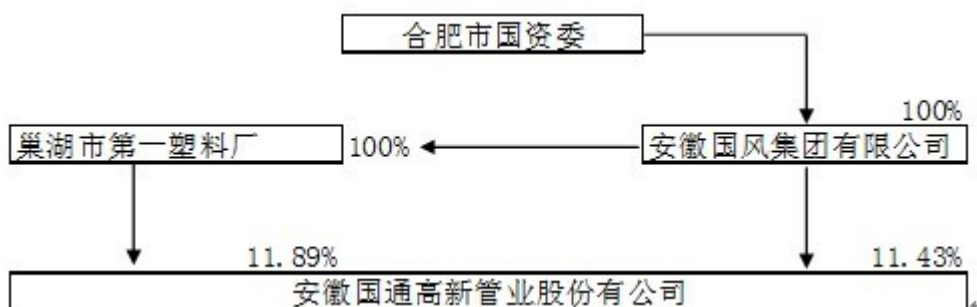 合肥市国资委
100%
巢湖市第一塑料厂 100% 安徽国风集团有限公司
11.89% 11.43%
安徽国通高新管业股份有公司